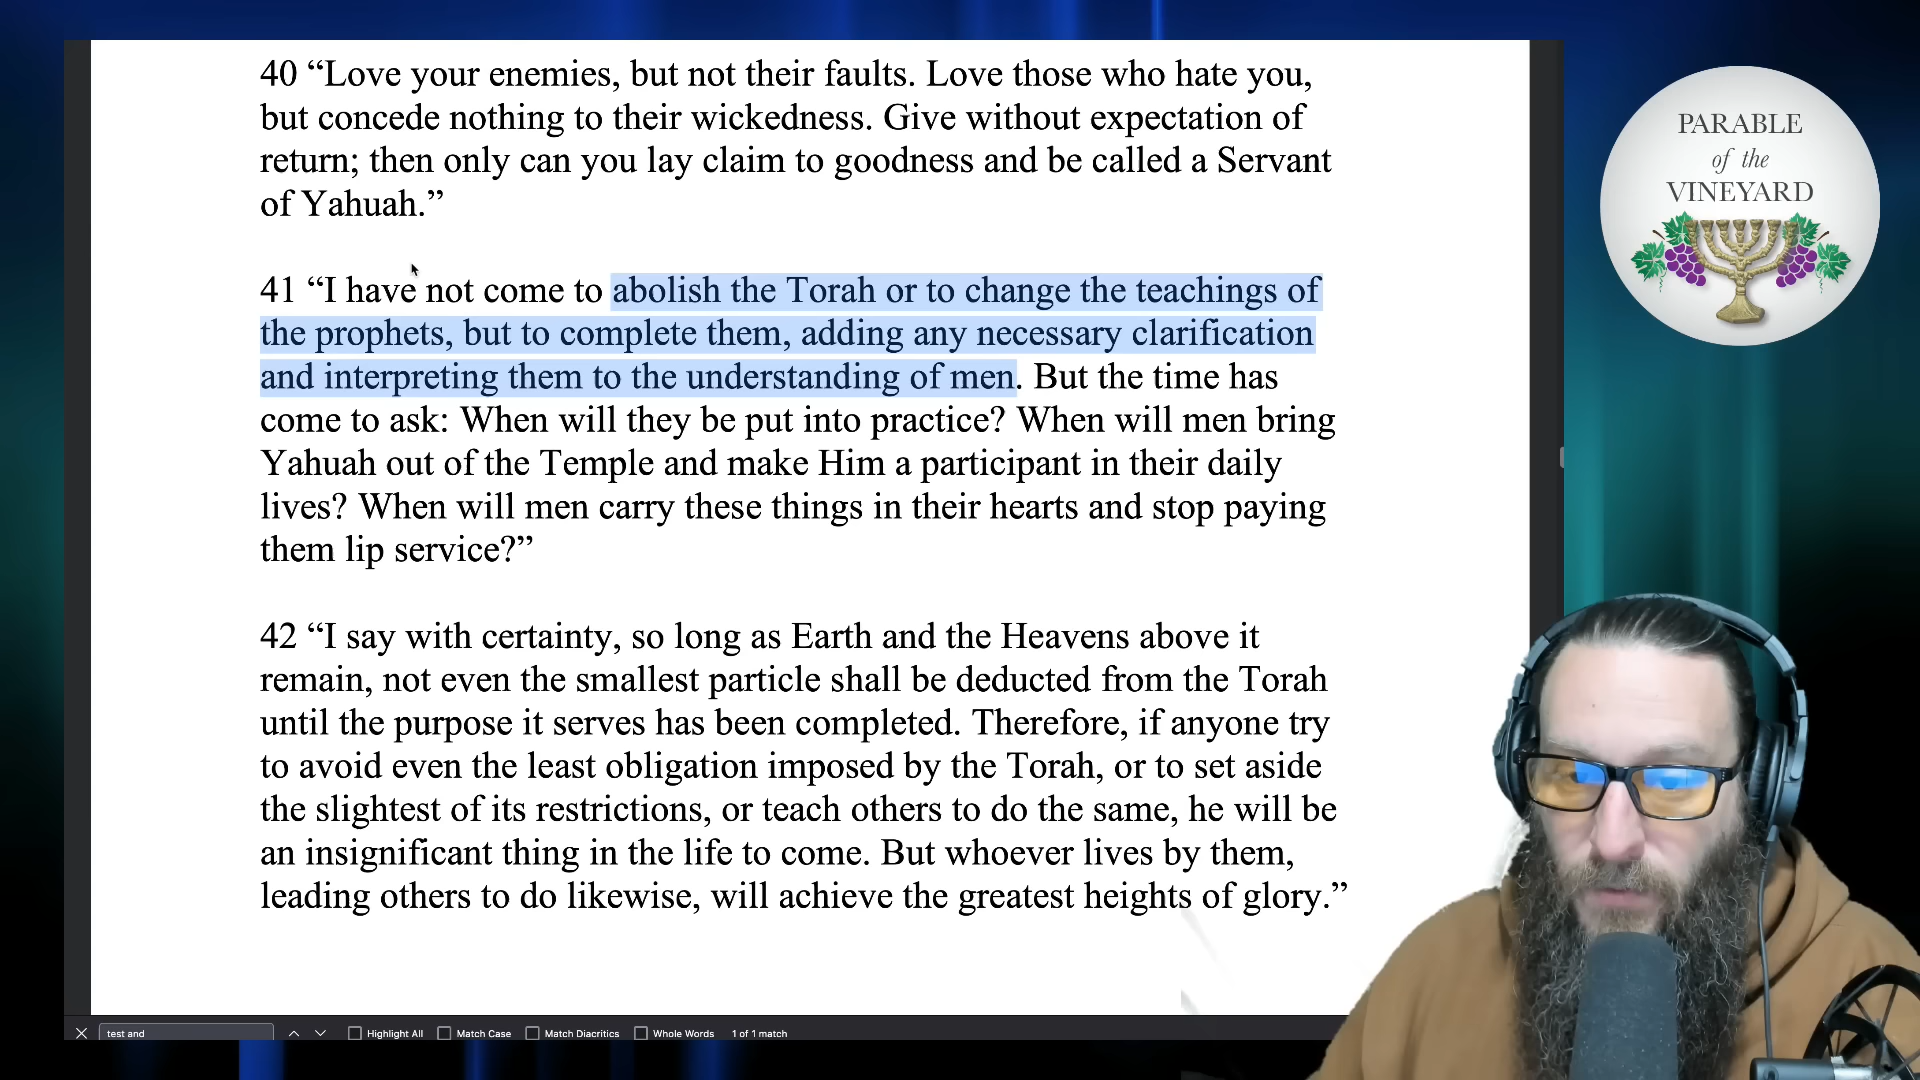 40 “Love your enemies, but not their faults. Love those who hate you,
but concede nothing to their wickedness. Give without expectation of
return; then only can you lay claim to goodness and be called a Servant
of Yahuah.”
41 “I have not come to abolish the Torah or to change the teachings of
the prophets, but to complete them, adding any necessary clarification
and interpreting them to the understanding of men. But the time has
come to ask: When will they be put into practice? When will men bring
Yahuah out of the Temple and make Him a participant in their daily
lives? When will men carry these things in their hearts and stop paying
them lip service?”
42 “I say with certainty, so long as Earth and the Heavens above it
remain, not even the smallest particle shall be deducted from the Torah
until the purpose it serves has been completed. Therefore, if anyone try
to avoid even the least obligation imposed by the Torah, or to set aside
the slightest of its restrictions, or teach others to do the same, he will be
an insignificant thing in the life to come. But whoever lives by them,
leading others to do likewise, will achieve the greatest heights of glory.”
test and
Highlight All
Match Case
Match Diacritics
Whole Words
1 of 1 match
PARABLE
of the
VINEYARD